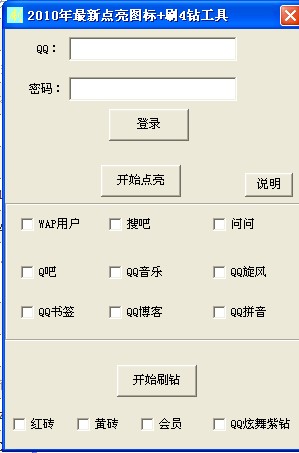 2010年最新点亮图标+刷4钻工具
QQ：
密码：
登录
开始点亮
说明
WAP用户 搜吧 问问
Q吧 QQ音乐 QQ旋风
QQ书签 QQ博客 QQ拼音
开始刷钻
红砖 黄砖 会员 QQ炫舞紫钻